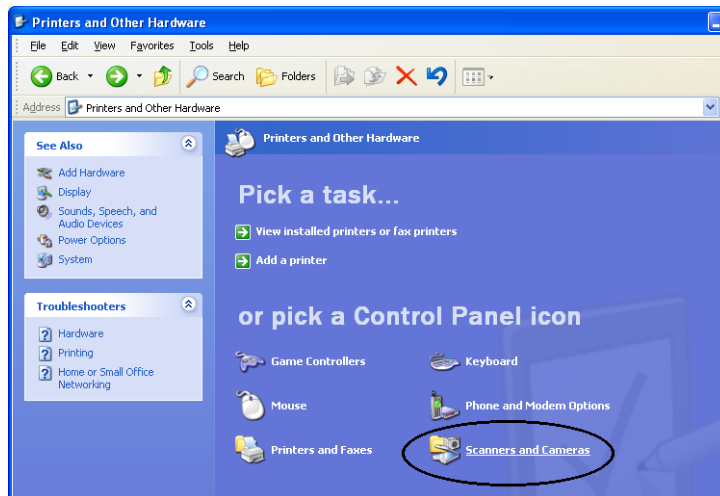 Printers and Other Hardware
File Edit View Favorites Tools Help
Back Search Folders
Address Printers and Other Hardware
See Also
Add Hardware
Display
Sounds, Speech, and
Audio Devices
Power Options
System
Troubleshooters
Hardware
Printing
Home or Small Office
Networking
Printers and Other Hardware
Pick a task...
View installed printers or fax printers
Add a printer
or pick a Control Panel icon
Game Controllers Keyboard
Mouse Phone and Modem Options
Printers and Faxes Scanners and Cameras